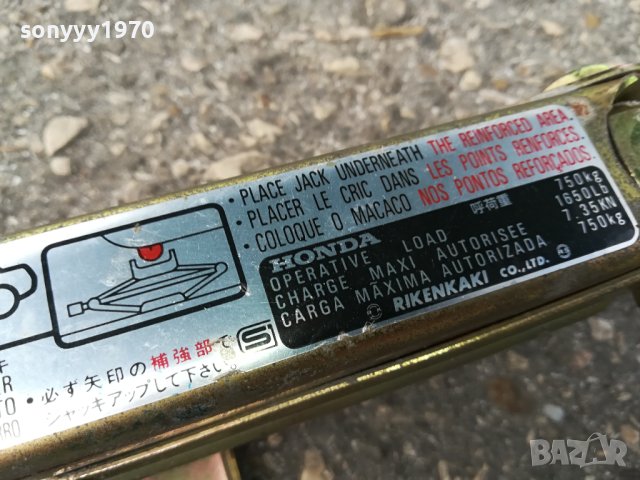 sonyyy1970
• PLACE JACK UNDERNEATH THE REINFORCED AREA.
• PLACER LE CRIC DANS LES POINTS RENFORCES.
• COLOQUE O MACACO NOS PONTOS REFORÇADOS.
HONDA 呼荷重 750kg
OPERATIVE LOAD 1650Lb
CHARGE MAXI AUTORISEE 7.35KN
CARGA MÁXIMA AUTORIZADA 750kg
RIKENKAKI CO.,LTD.
• 必ず矢印の補強部で
ジャッキアップして下さい。
S
BAZAR